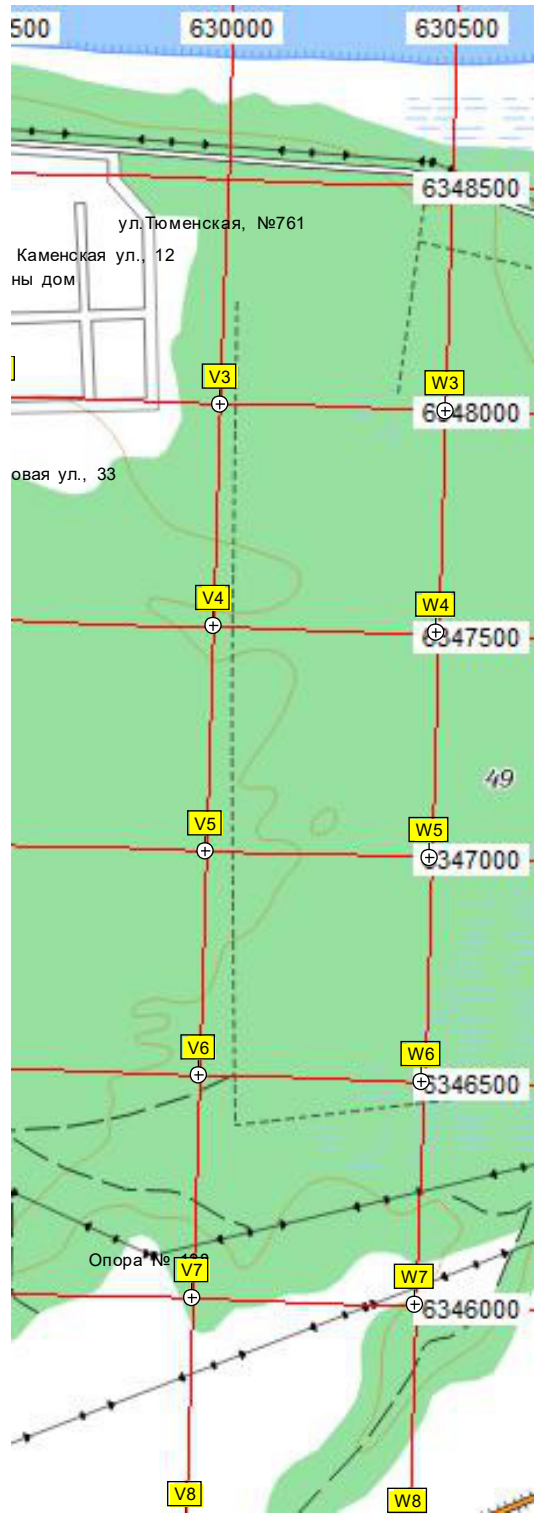 500 630000 630500
6348500
ул.Тюменская, №761
Каменская ул., 12
ны дом
V3 W3
6348000
овая ул., 33
V4 W4
6347500
49
V5 W5
6347000
V6 W6
6346500
Опора №
V7 W7
6346000
V8 W8